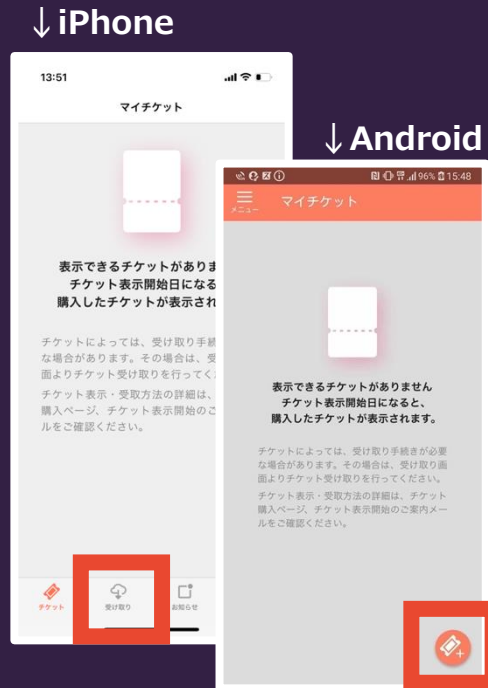 ↓iPhone
13:51
マイチケット
表示できるチケットがありま
チケット表示開始日になる
購入したチケットが表示され
チケットによっては、受け取り手続
な場合があります。その場合は、受
面よりチケット受け取りを行ってく
チケット表示・受取方法の詳細は、
購入ページ、チケット表示開始のご
ルをご確認ください。
チケット
受け取り
お知らせ
↓Android
96% 15:48
メニュー
マイチケット
表示できるチケットがありません
チケット表示開始日になると、
購入したチケットが表示されます。
チケットによっては、受け取り手続きが必要
な場合があります。その場合は、受け取り画
面よりチケット受け取りを行ってください。
チケット表示・受取方法の詳細は、チケット
購入ページ、チケット表示開始のご案内メー
ルをご確認ください。